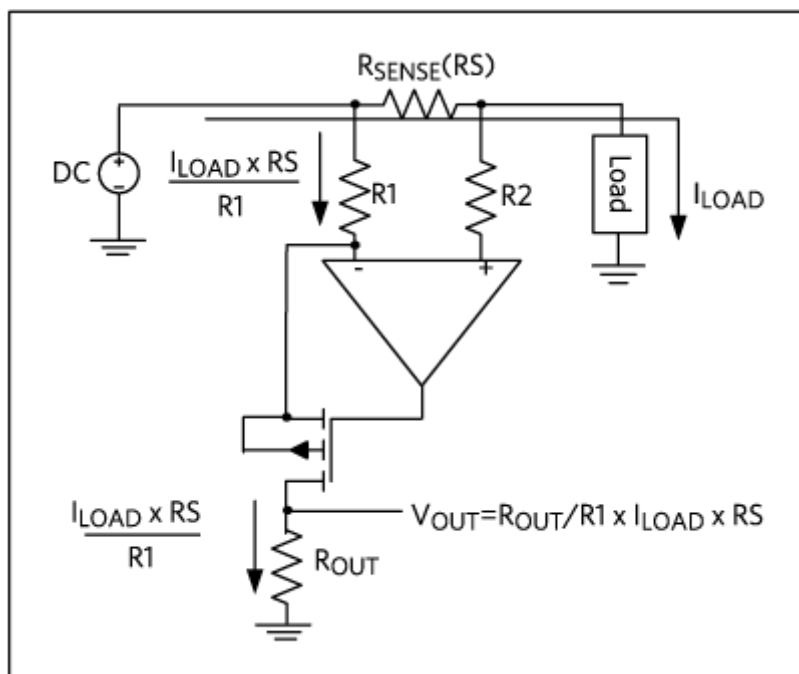 RSENSE(RS)
DC
+
-
ILOAD x RS
R1
R1
R2
Load
ILOAD
-
+
ILOAD x RS
R1
VOUT=ROUT/R1 x ILOAD x RS
ROUT